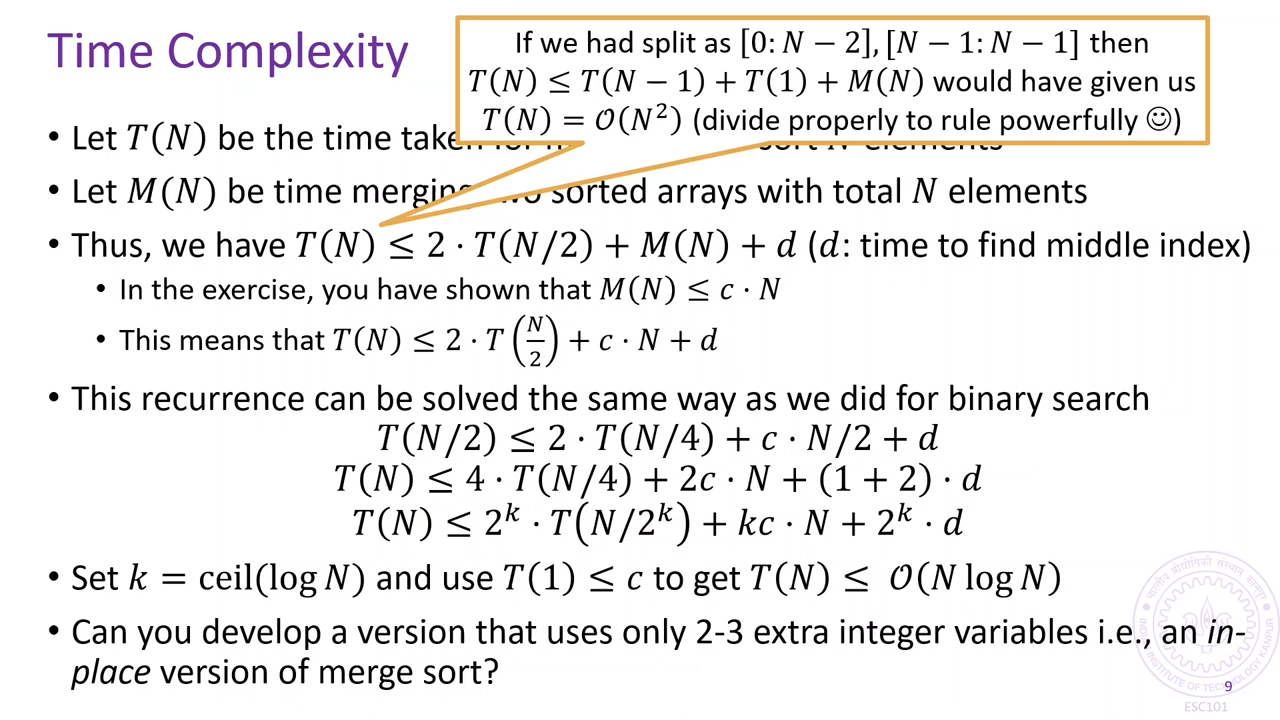 Time Complexity
If we had split as [0: N − 2], [N − 1: N − 1] then
T(N) ≤ T(N − 1) + T(1) + M(N) would have given us
T(N) = 𝒪(N²) (divide properly to rule powerfully ☺)
• Let T(N) be the time taken
• Let M(N) be time merging two sorted arrays with total N elements
• Thus, we have T(N) ≤ 2 · T(N/2) + M(N) + d (d: time to find middle index)
• In the exercise, you have shown that M(N) ≤ c · N
• This means that T(N) ≤ 2 · T(N/2) + c · N + d
• This recurrence can be solved the same way as we did for binary search
T(N/2) ≤ 2 · T(N/4) + c · N/2 + d
T(N) ≤ 4 · T(N/4) + 2c · N + (1 + 2) · d
T(N) ≤ 2ᵏ · T(N/2ᵏ) + kc · N + 2ᵏ · d
• Set k = ceil(log N) and use T(1) ≤ c to get T(N) ≤ 𝒪(N log N)
• Can you develop a version that uses only 2-3 extra integer variables i.e., an in-
place version of merge sort?
9
ESC101